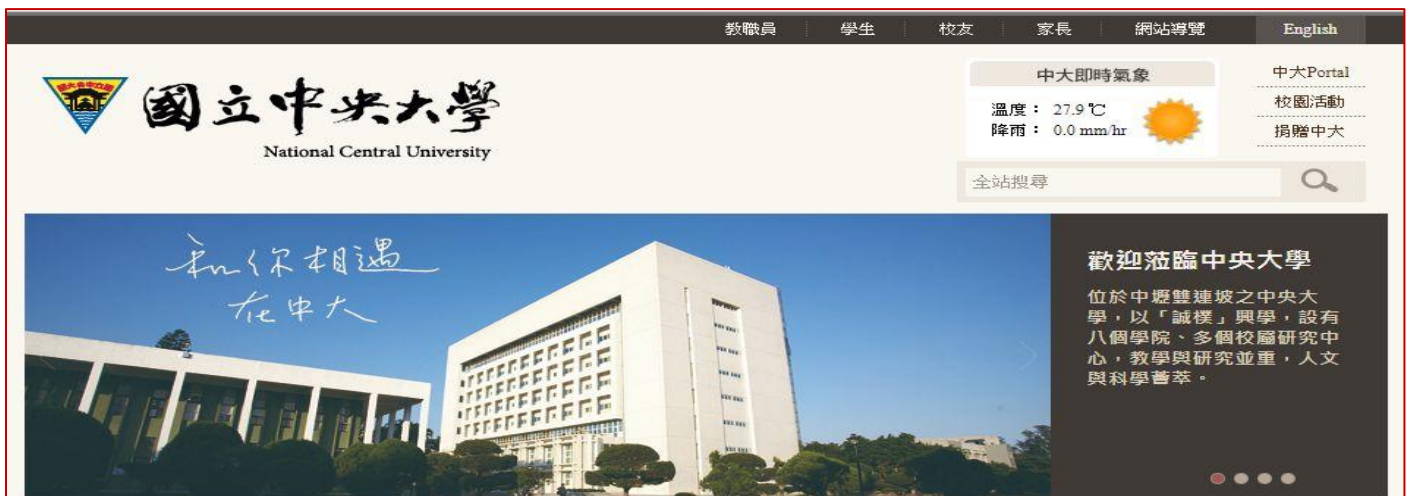 教職員
學生
校友
家長
網站導覽
English
國立中央大學
National Central University
中大即時氣象
溫度： 27.9 ℃
降雨： 0.0 mm/hr
中大Portal
校園活動
捐贈中大
全站搜尋
和你相遇
在中大
歡迎蒞臨中央大學
位於中壢雙連坡之中央大
學，以「誠樸」興學，設有
八個學院、多個校屬研究中
心，教學與研究並重，人文
與科學薈萃。